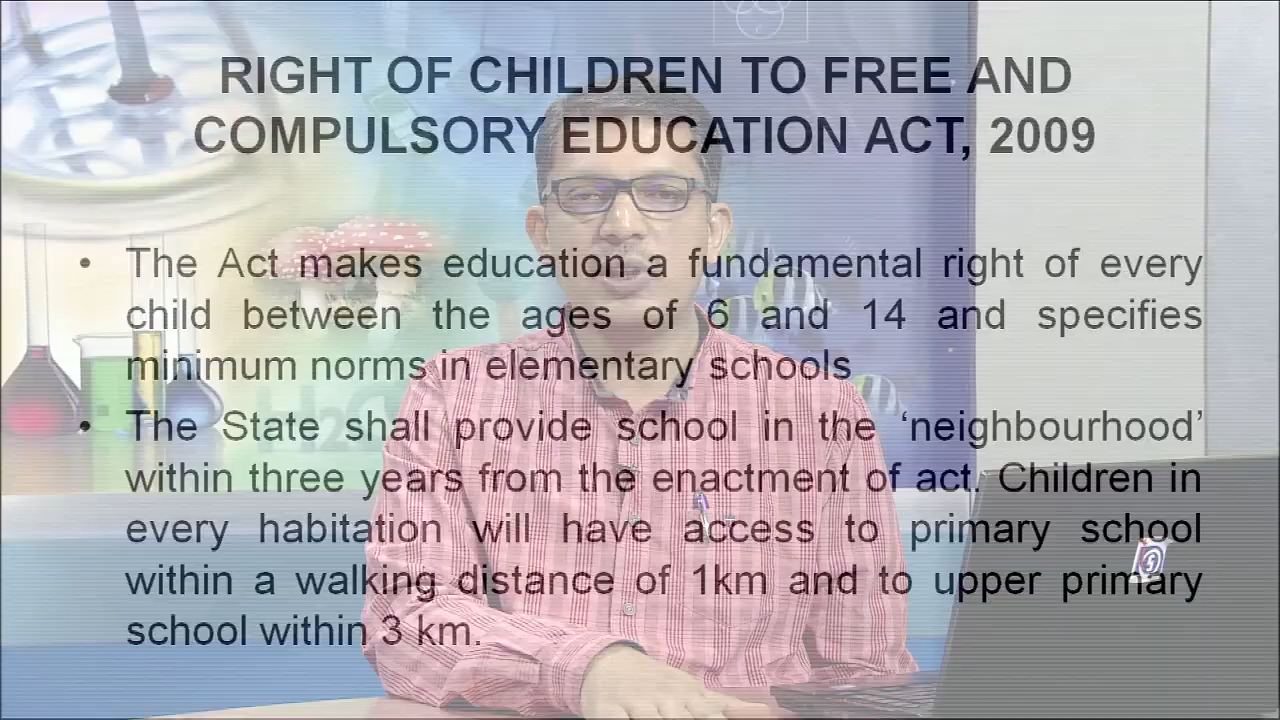 RIGHT OF CHILDREN TO FREE AND
COMPULSORY EDUCATION ACT, 2009
• The Act makes education a fundamental right of every
child between the ages of 6 and 14 and specifies
minimum norms in elementary schools
• The State shall provide school in the ‘neighbourhood’
within three years from the enactment of act. Children in
every habitation will have access to primary school
within a walking distance of 1km and to upper primary
school within 3 km.